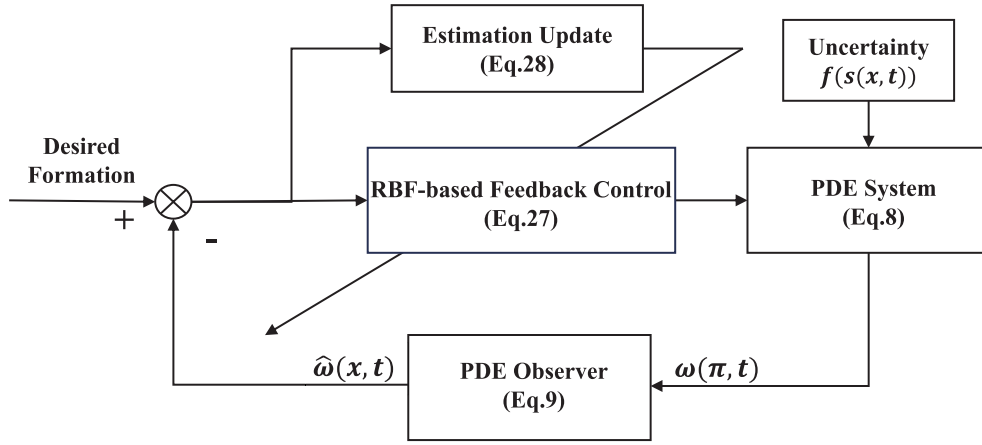 Estimation Update
(Eq.28)
Uncertainty
f(s(x, t))
Desired
Formation
+
-
RBF-based Feedback Control
(Eq.27)
PDE System
(Eq.8)
ω̂(x, t)
PDE Observer
(Eq.9)
ω(π, t)